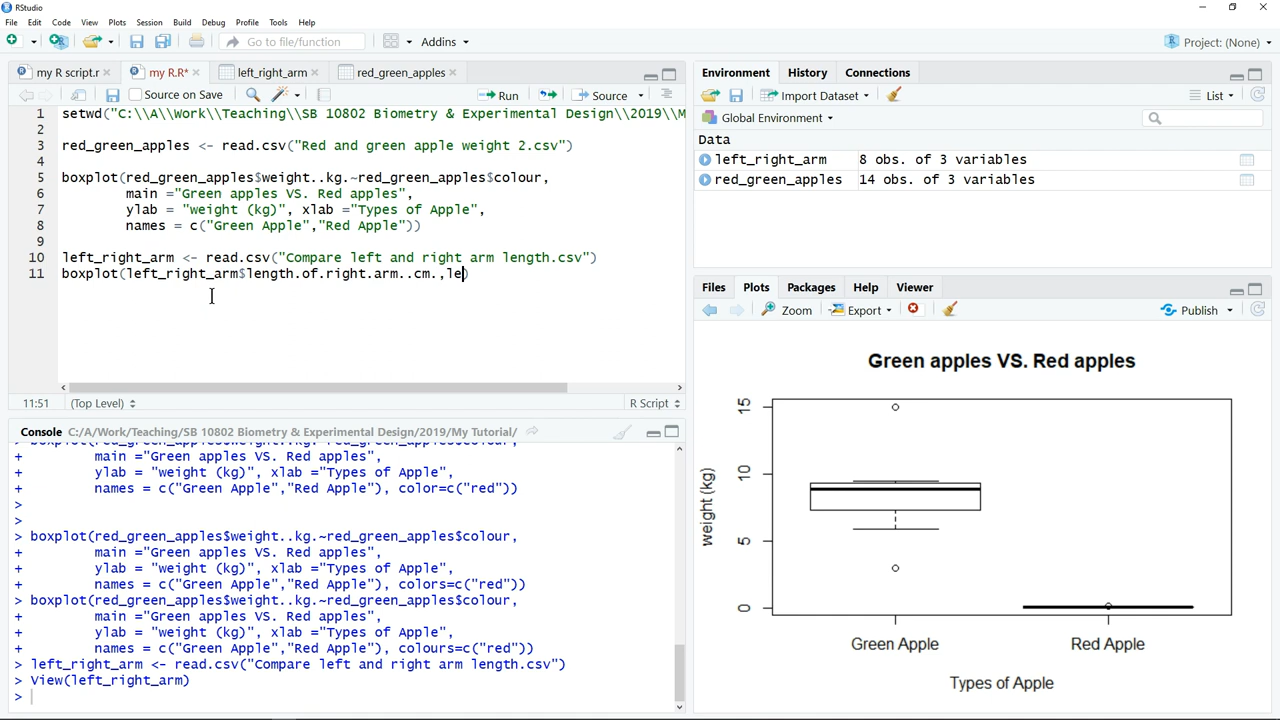 RStudio
File Edit Code View Plots Session Build Debug Profile Tools Help
Go to file/function Addins Project: (None)
my R script.r my R.R* left_right_arm red_green_apples
Source on Save Run Source
1 setwd("C:\\A\\Work\\Teaching\\SB 10802 Biometry & Experimental Design\\2019\\M
2
3 red_green_apples <- read.csv("Red and green apple weight 2.csv")
4
5 boxplot(red_green_apples$weight..kg.~red_green_apples$colour,
6 main ="Green apples VS. Red apples",
7 ylab = "weight (kg)", xlab ="Types of Apple",
8 names = c("Green Apple","Red Apple"))
9
10 left_right_arm <- read.csv("Compare left and right arm length.csv")
11 boxplot(left_right_arm$length.of.right.arm..cm.,le)
11:51 (Top Level) R Script
Console C:/A/Work/Teaching/SB 10802 Biometry & Experimental Design/2019/My Tutorial/
> boxplot(red_green_apples$weight..kg.~red_green_apples$colour,
+ main ="Green apples VS. Red apples",
+ ylab = "weight (kg)", xlab ="Types of Apple",
+ names = c("Green Apple","Red Apple"), color=c("red"))
>
>
> boxplot(red_green_apples$weight..kg.~red_green_apples$colour,
+ main ="Green apples VS. Red apples",
+ ylab = "weight (kg)", xlab ="Types of Apple",
+ names = c("Green Apple","Red Apple"), colors=c("red"))
> boxplot(red_green_apples$weight..kg.~red_green_apples$colour,
+ main ="Green apples VS. Red apples",
+ ylab = "weight (kg)", xlab ="Types of Apple",
+ names = c("Green Apple","Red Apple"), colours=c("red"))
> left_right_arm <- read.csv("Compare left and right arm length.csv")
> View(left_right_arm)
>
Environment History Connections
Import Dataset List
Global Environment
Data
left_right_arm 8 obs. of 3 variables
red_green_apples 14 obs. of 3 variables
Files Plots Packages Help Viewer
Zoom Export Publish
Green apples VS. Red apples
weight (kg)
15
10
5
0
Green Apple Red Apple
Types of Apple